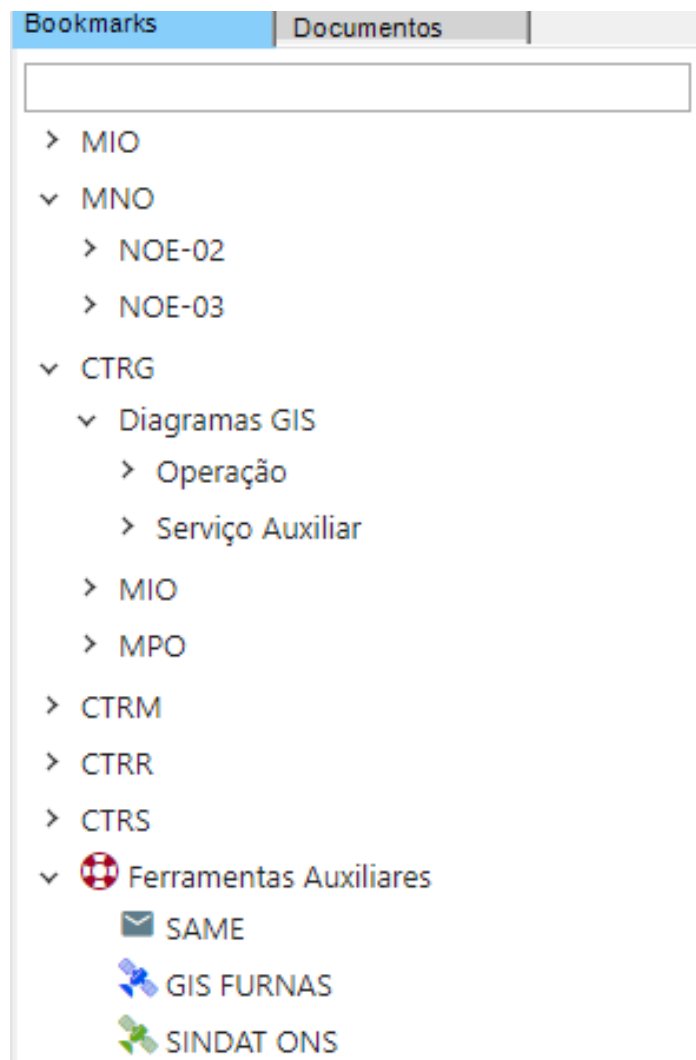 Bookmarks Documentos
MIO
MNO
NOE-02
NOE-03
CTRG
Diagramas GIS
Operação
Serviço Auxiliar
MIO
MPO
CTRM
CTRR
CTRS
Ferramentas Auxiliares
SAME
GIS FURNAS
SINDAT ONS